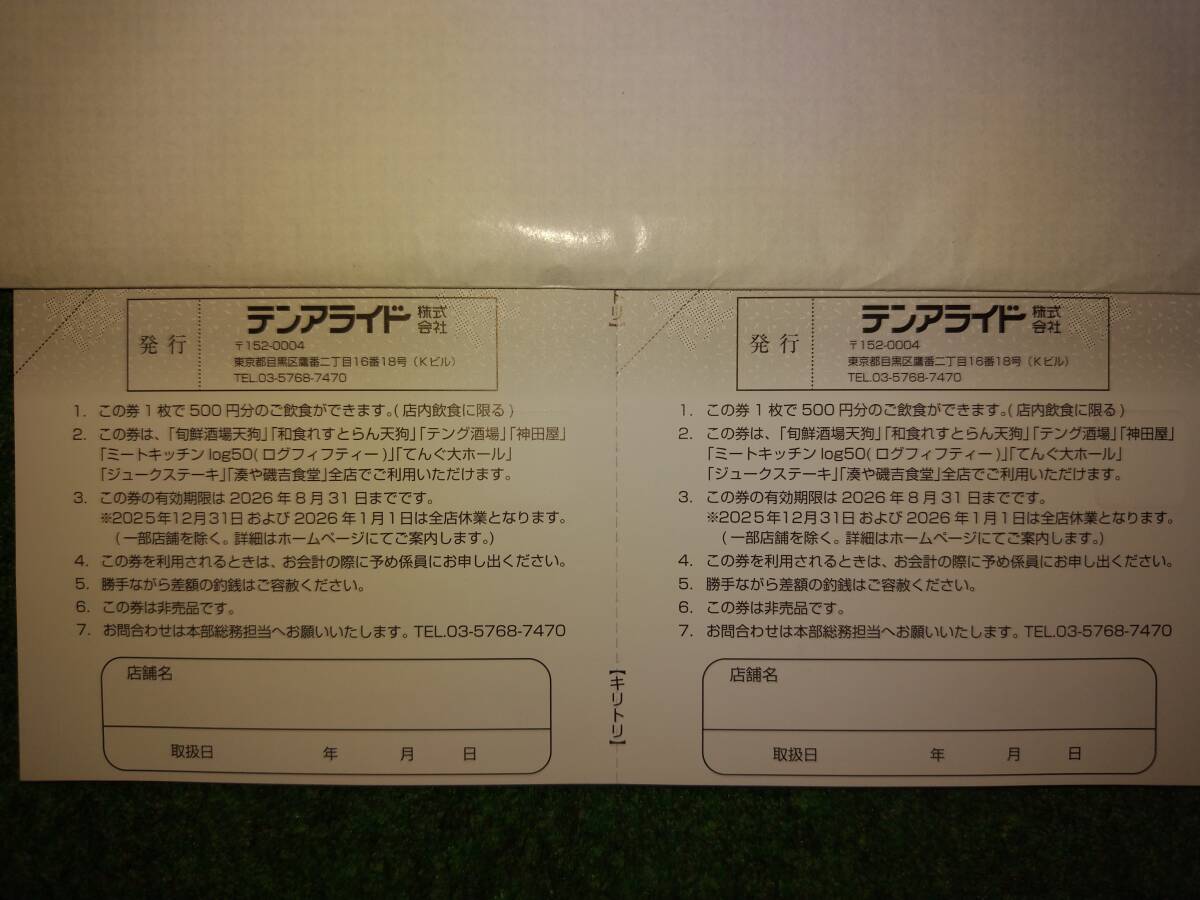 発行
テンアライド株式会社
〒152-0004
東京都目黒区鷹番二丁目16番18号（Kビル）
TEL.03-5768-7470
1. この券1枚で500円分のご飲食ができます。(店内飲食に限る)
2. この券は、「旬鮮酒場天狗」「和食れすとらん天狗」「テング酒場」「神田屋」
「ミートキッチンlog50(ログフィフティー)」「てんぐ大ホール」
「ジュークステーキ」「湊や磯吉食堂」全店でご利用いただけます。
3. この券の有効期限は2026年8月31日までです。
※2025年12月31日および2026年1月1日は全店休業となります。
(一部店舗を除く。詳細はホームページにてご案内します。)
4. この券を利用されるときは、お会計の際に予め係員にお申し出ください。
5. 勝手ながら差額の釣銭はご容赦ください。
6. この券は非売品です。
7. お問合わせは本部総務担当へお願いいたします。TEL.03-5768-7470
店舗名
取扱日 年 月 日
リ】
【キリトリ】
発行
テンアライド株式会社
〒152-0004
東京都目黒区鷹番二丁目16番18号（Kビル）
TEL.03-5768-7470
1. この券1枚で500円分のご飲食ができます。(店内飲食に限る)
2. この券は、「旬鮮酒場天狗」「和食れすとらん天狗」「テング酒場」「神田屋」
「ミートキッチンlog50(ログフィフティー)」「てんぐ大ホール」
「ジュークステーキ」「湊や磯吉食堂」全店でご利用いただけます。
3. この券の有効期限は2026年8月31日までです。
※2025年12月31日および2026年1月1日は全店休業となります。
(一部店舗を除く。詳細はホームページにてご案内します。)
4. この券を利用されるときは、お会計の際に予め係員にお申し出ください。
5. 勝手ながら差額の釣銭はご容赦ください。
6. この券は非売品です。
7. お問合わせは本部総務担当へお願いいたします。TEL.03-5768-7470
店舗名
取扱日 年 月 日